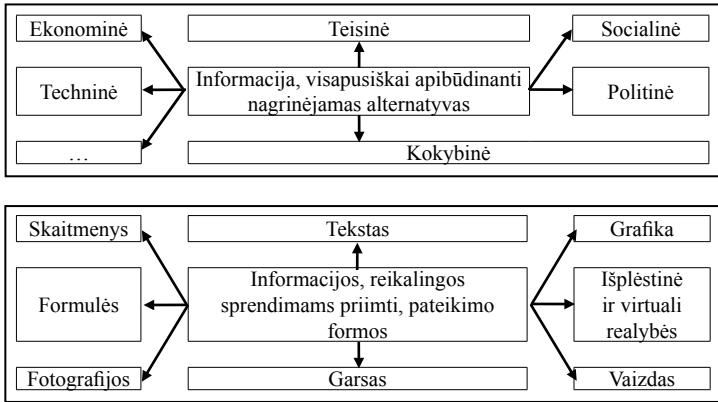 Ekonominė
Teisinė
Socialinė
Techninė
Informacija, visapusiškai apibūdinanti
nagrinėjamas alternatyvas
Politinė
…
Kokybinė
Skaitmenys
Tekstas
Grafika
Formulės
Informacijos, reikalingos
sprendimams priimti, pateikimo
formos
Išplėstinė
ir virtuali
realybės
Fotografijos
Garsas
Vaizdas